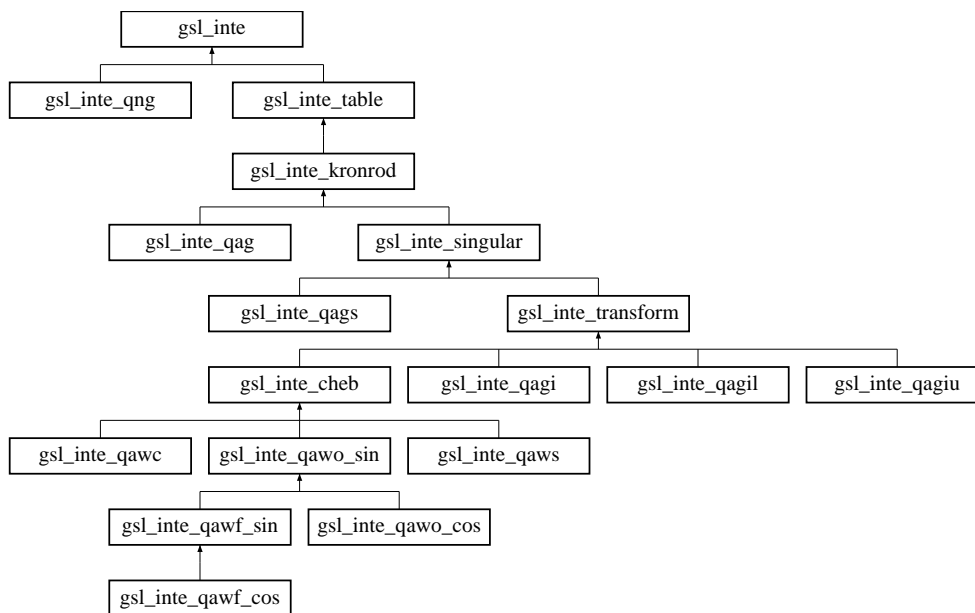 gsl_inte
gsl_inte_qng
gsl_inte_table
gsl_inte_kronrod
gsl_inte_qag
gsl_inte_singular
gsl_inte_qags
gsl_inte_transform
gsl_inte_cheb
gsl_inte_qagi
gsl_inte_qagil
gsl_inte_qagiu
gsl_inte_qawc
gsl_inte_qawo_sin
gsl_inte_qaws
gsl_inte_qawf_sin
gsl_inte_qawo_cos
gsl_inte_qawf_cos